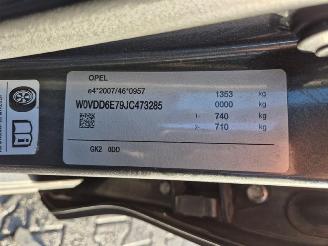 OPEL
e4*2007/46*0957
W0VDD6E79JC473285
1353 kg
0000 kg
1- 740 kg
2- 710 kg
GK2 0DD